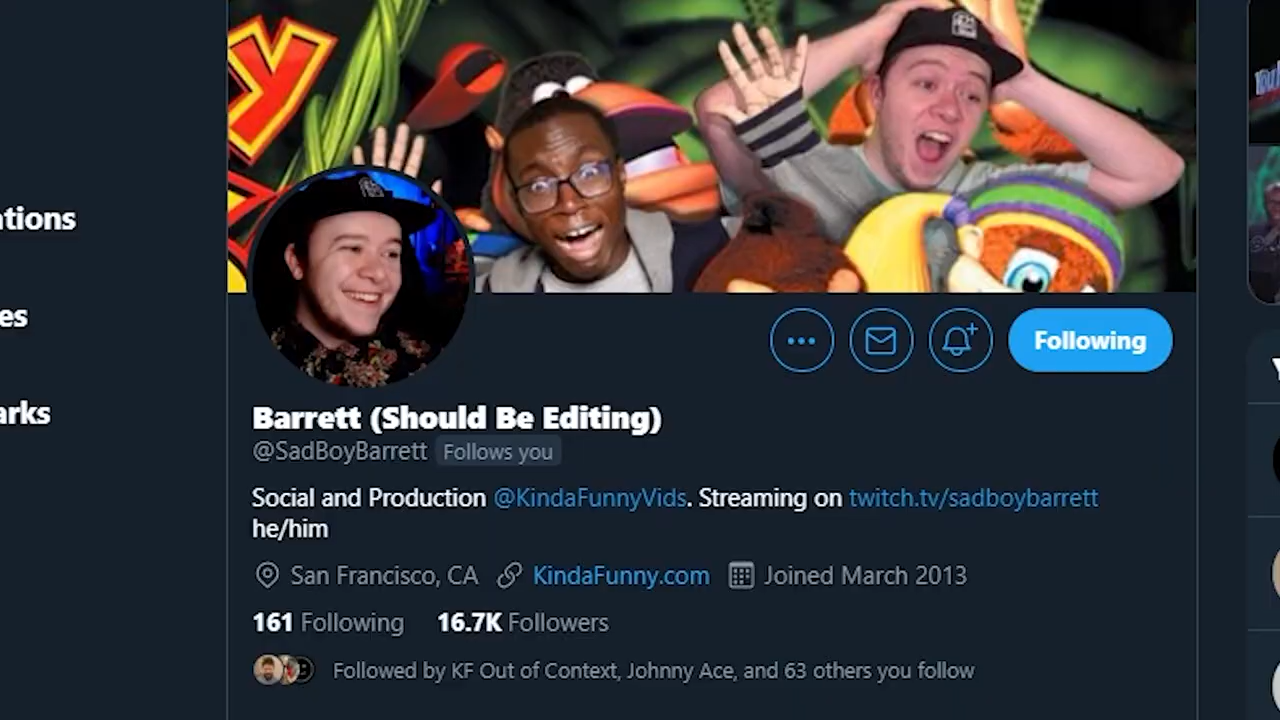 Y
ations
es
arks
Following
Barrett (Should Be Editing)
@SadBoyBarrett Follows you
Social and Production @KindaFunnyVids. Streaming on twitch.tv/sadboybarrett
he/him
San Francisco, CA KindaFunny.com Joined March 2013
161 Following 16.7K Followers
Followed by KF Out of Context, Johnny Ace, and 63 others you follow